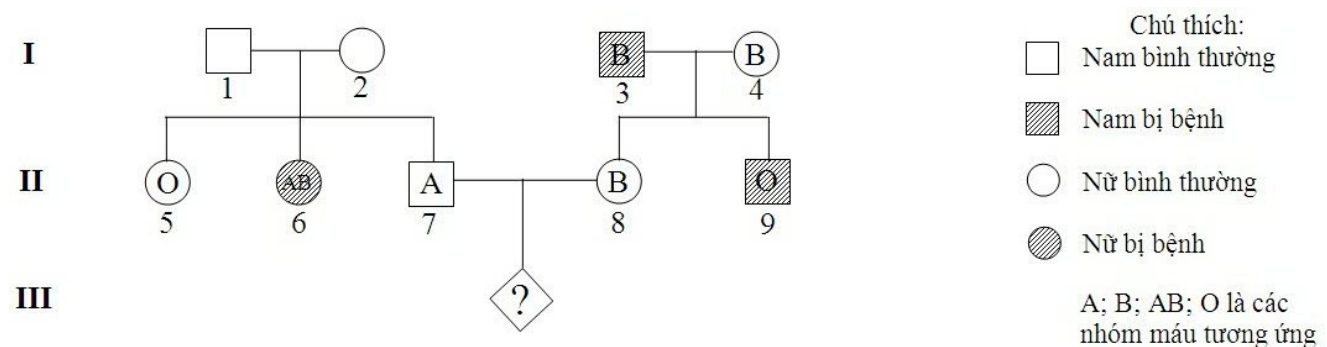 Chú thích:
I
B
B
Nam bình thường
1
2
3
4
Nam bị bệnh
II
O
AB
A
B
O
Nữ bình thường
5
6
7
8
9
Nữ bị bệnh
III
?
A; B; AB; O là các
nhóm máu tương ứng